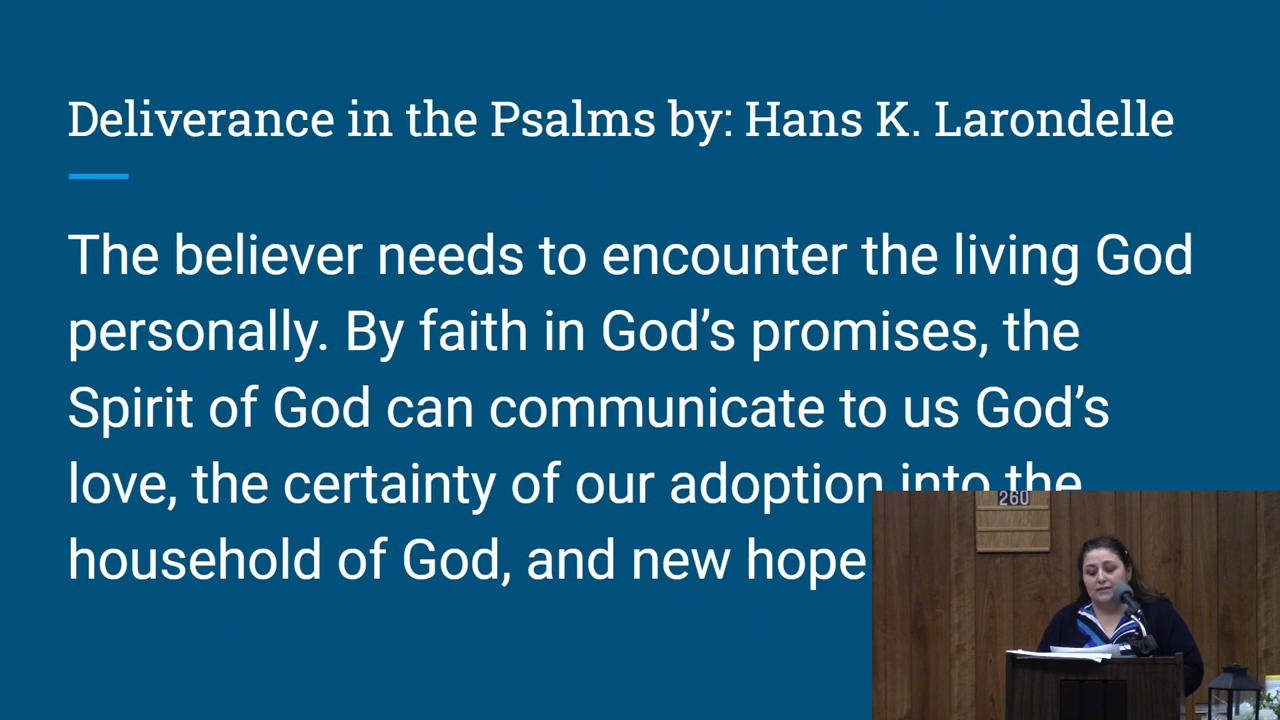 Deliverance in the Psalms by: Hans K. Larondelle
The believer needs to encounter the living God
personally. By faith in God’s promises, the
Spirit of God can communicate to us God’s
love, the certainty of our adoption into the
household of God, and new hope
260